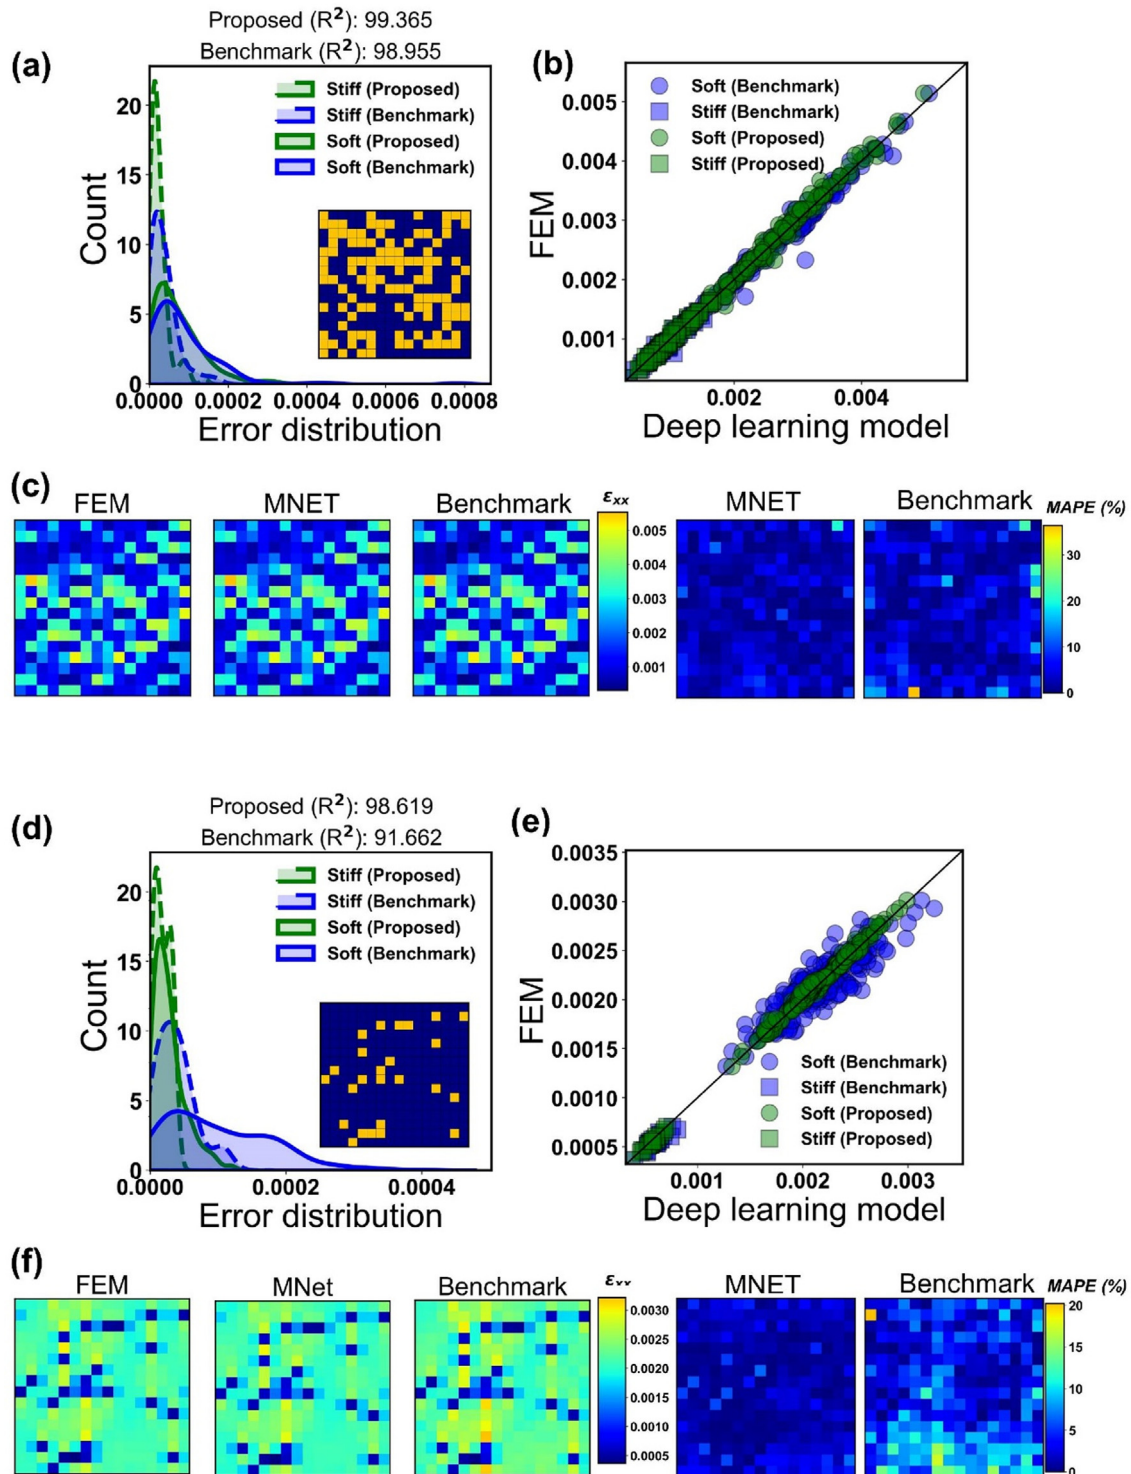 Proposed (R²): 99.365
Benchmark (R²): 98.955
(a)
Stiff (Proposed)
Stiff (Benchmark)
Soft (Proposed)
Soft (Benchmark)
20
15
10
5
0
Count
0.0000 0.0002 0.0004 0.0006 0.0008
Error distribution
(b)
Soft (Benchmark)
Stiff (Benchmark)
Soft (Proposed)
Stiff (Proposed)
0.005
0.004
0.003
0.002
0.001
FEM
0.002 0.004
Deep learning model
(c)
FEM MNET Benchmark εxx MNET Benchmark MAPE (%)
0.005
0.004
0.003
0.002
0.001
30
20
10
0
Proposed (R²): 98.619
Benchmark (R²): 91.662
(d)
Stiff (Proposed)
Stiff (Benchmark)
Soft (Proposed)
Soft (Benchmark)
20
15
10
5
0
Count
0.0000 0.0002 0.0004
Error distribution
(e)
0.0035
0.0030
0.0025
0.0020
0.0015
0.0010
0.0005
FEM
Soft (Benchmark)
Stiff (Benchmark)
Soft (Proposed)
Stiff (Proposed)
0.001 0.002 0.003
Deep learning model
(f)
FEM MNet Benchmark MNET Benchmark MAPE (%)
0.0030
0.0025
0.0020
0.0015
0.0010
0.0005
20
15
10
5
0